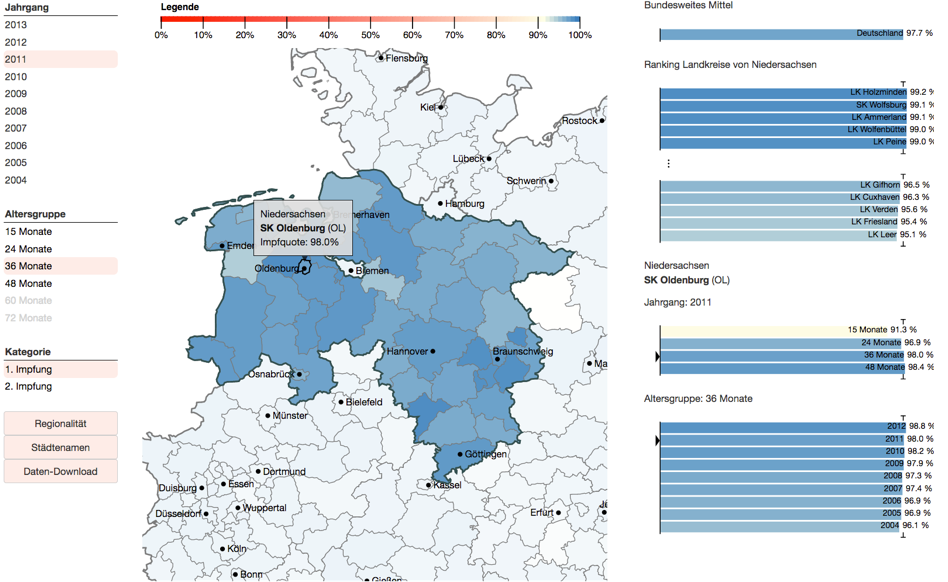 Jahrgang
2013
2012
2011
2010
2009
2008
2007
2006
2005
2004
Altersgruppe
15 Monate
24 Monate
36 Monate
48 Monate
60 Monate
72 Monate
Kategorie
1. Impfung
2. Impfung
Regionalität
Städtenamen
Daten-Download
Legende
0% 10% 20% 30% 40% 50% 60% 70% 80% 90% 100%
Flensburg
Kiel
Rostock
Lübeck
Schwerin
Hamburg
Niedersachsen
SK Oldenburg (OL)
Impfquote: 98.0%
merhaven
Emden
Oldenburg
Bremen
Hannover
Braunschweig
Ma
Osnabrück
Bielefeld
Münster
Göttingen
Dortmund
Kassel
Duisburg
Essen
Düsseldorf
Wuppertal
Erfurt
Je
Köln
Bonn
Gießen
Bundesweites Mittel
Deutschland 97.7 %
Ranking Landkreise von Niedersachsen
LK Holzminden 99.2 %
SK Wolfsburg 99.1 %
LK Ammerland 99.1 %
LK Wolfenbüttel 99.0 %
LK Peine 99.0 %
⋮
LK Gifhorn 96.5 %
LK Cuxhaven 96.3 %
LK Verden 95.6 %
LK Friesland 95.4 %
LK Leer 95.1 %
Niedersachsen
SK Oldenburg (OL)
Jahrgang: 2011
15 Monate 91.3 %
24 Monate 96.9 %
36 Monate 98.0 %
48 Monate 98.4 %
Altersgruppe: 36 Monate
2012 98.8 %
2011 98.0 %
2010 98.2 %
2009 97.9 %
2008 97.3 %
2007 97.4 %
2006 96.9 %
2005 96.9 %
2004 96.1 %